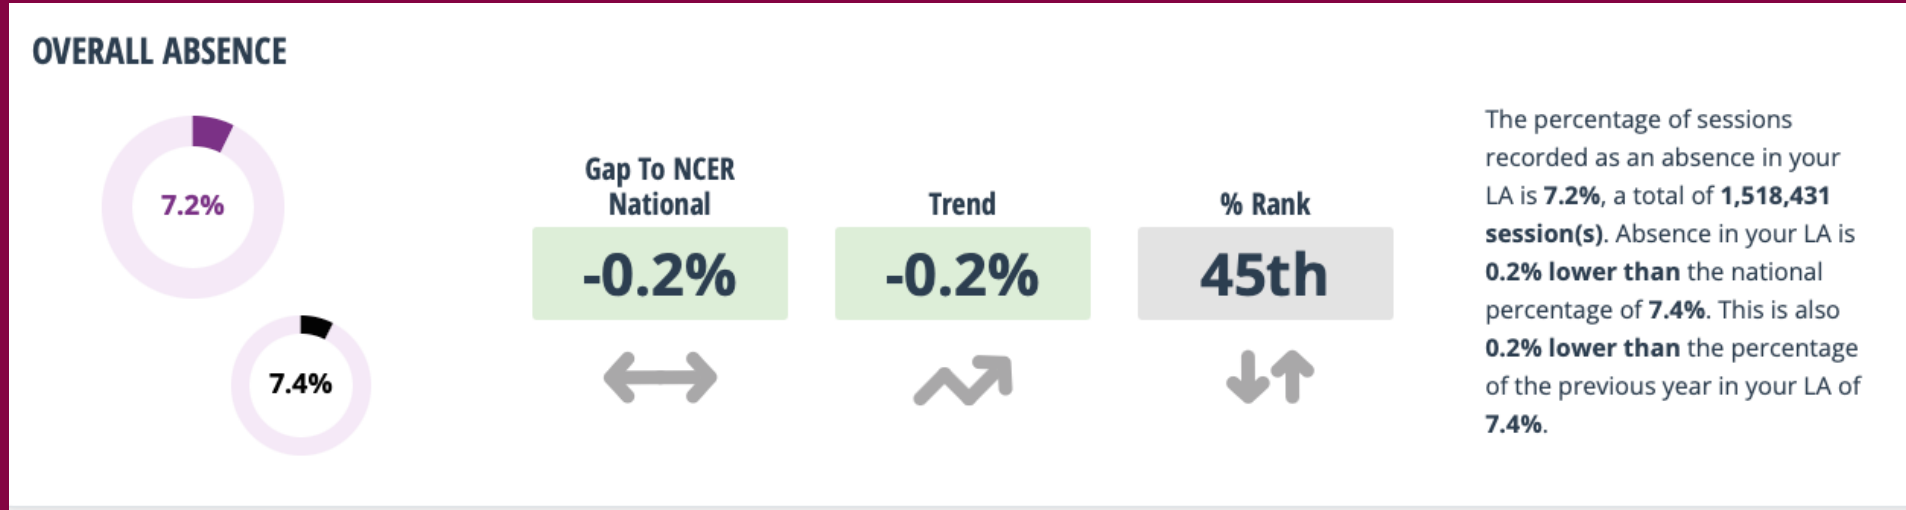 OVERALL ABSENCE
7.2%
7.4%
Gap To NCER
National
-0.2%
Trend
-0.2%
% Rank
45th
The percentage of sessions
recorded as an absence in your
LA is 7.2%, a total of 1,518,431
session(s). Absence in your LA is
0.2% lower than the national
percentage of 7.4%. This is also
0.2% lower than the percentage
of the previous year in your LA of
7.4%.